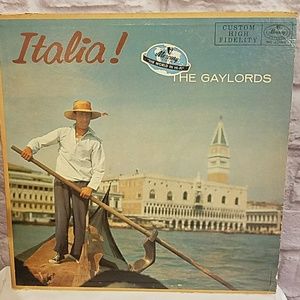 Italia!
CUSTOM
HIGH
FIDELITY
Mercury
THE GAYLORDS